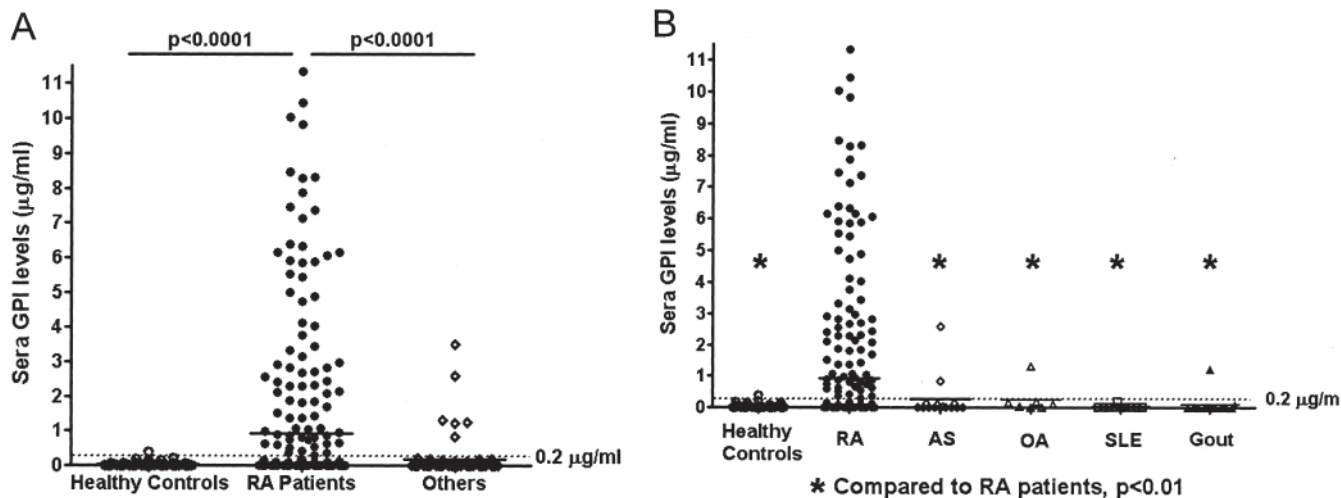 A
p<0.0001 p<0.0001
Sera GPI levels (μg/ml)
11
10
9
8
7
6
5
4
3
2
1
0
0.2 μg/ml
Healthy Controls RA Patients Others
B
Sera GPI levels (μg/ml)
11
10
9
8
7
6
5
4
3
2
1
0
* * * * *
0.2 μg/m
Healthy Controls RA AS OA SLE Gout
* Compared to RA patients, p<0.01